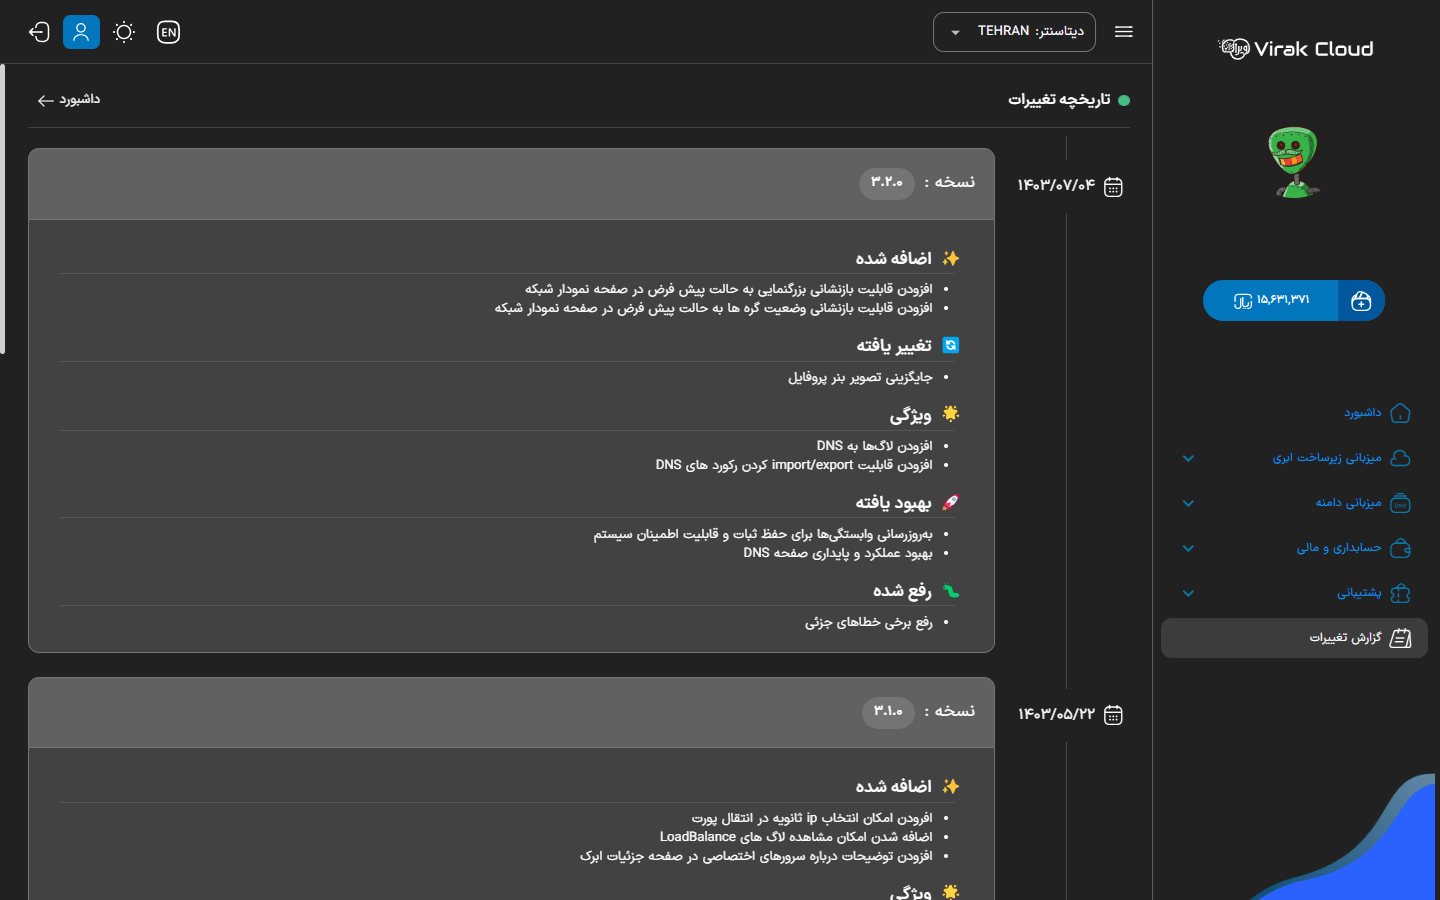 Virak Cloud
۱۵,۶۳۱,۳۷۱ ریال
داشبورد
میزبانی زیرساخت ابری
میزبانی دامنه
حسابداری و مالی
پشتیبانی
گزارش تغییرات
دیتاسنتر: TEHRAN
EN
تاریخچه تغییرات
داشبورد
۱۴۰۳/۰۷/۰۴
نسخه : ۳.۲.۰
اضافه شده
افزودن قابلیت بازنشانی بزرگنمایی به حالت پیش فرض در صفحه نمودار شبکه
افزودن قابلیت بازنشانی وضعیت گره ها به حالت پیش فرض در صفحه نمودار شبکه
تغییر یافته
جایگزینی تصویر بنر پروفایل
ویژگی
افزودن لاگ‌ها به DNS
افزودن قابلیت import/export کردن رکورد های DNS
بهبود یافته
به‌روزرسانی وابستگی‌ها برای حفظ ثبات و قابلیت اطمینان سیستم
بهبود عملکرد و پایداری صفحه DNS
رفع شده
رفع برخی خطاهای جزئی
۱۴۰۳/۰۵/۲۲
نسخه : ۳.۱.۰
اضافه شده
افرودن امکان انتخاب ip ثانویه در انتقال پورت
اضافه شدن امکان مشاهده لاگ های LoadBalance
افزودن توضیحات درباره سرورهای اختصاصی در صفحه جزئیات ابرک
ویژگی